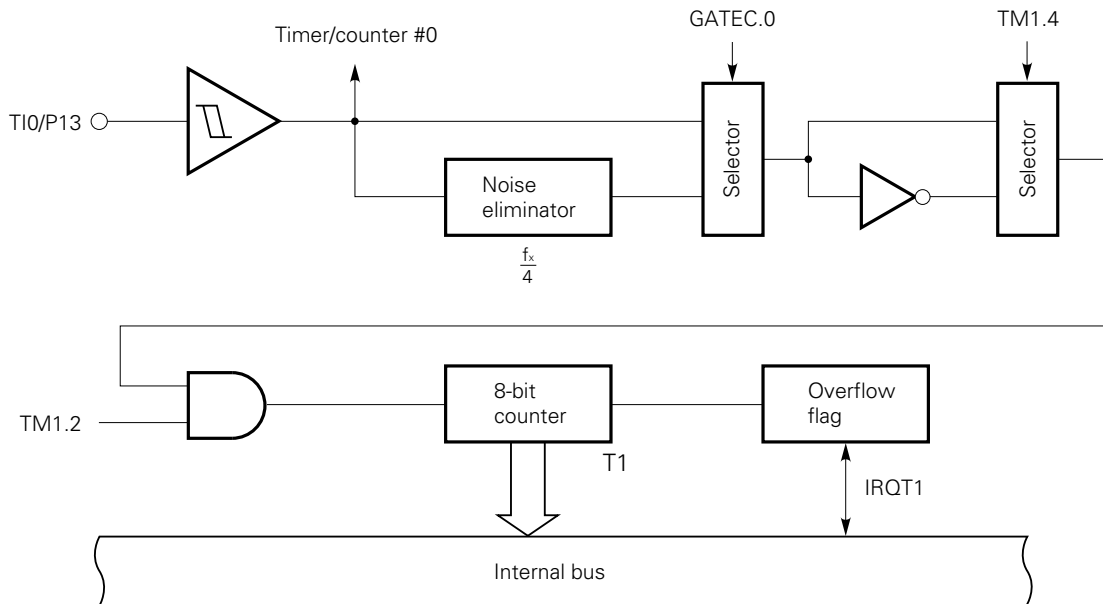 GATEC.0
TM1.4
Timer/counter #0
TI0/P13
Selector
Selector
Noise
eliminator
fx
4
8-bit
counter
Overflow
flag
TM1.2
T1
IRQT1
Internal bus